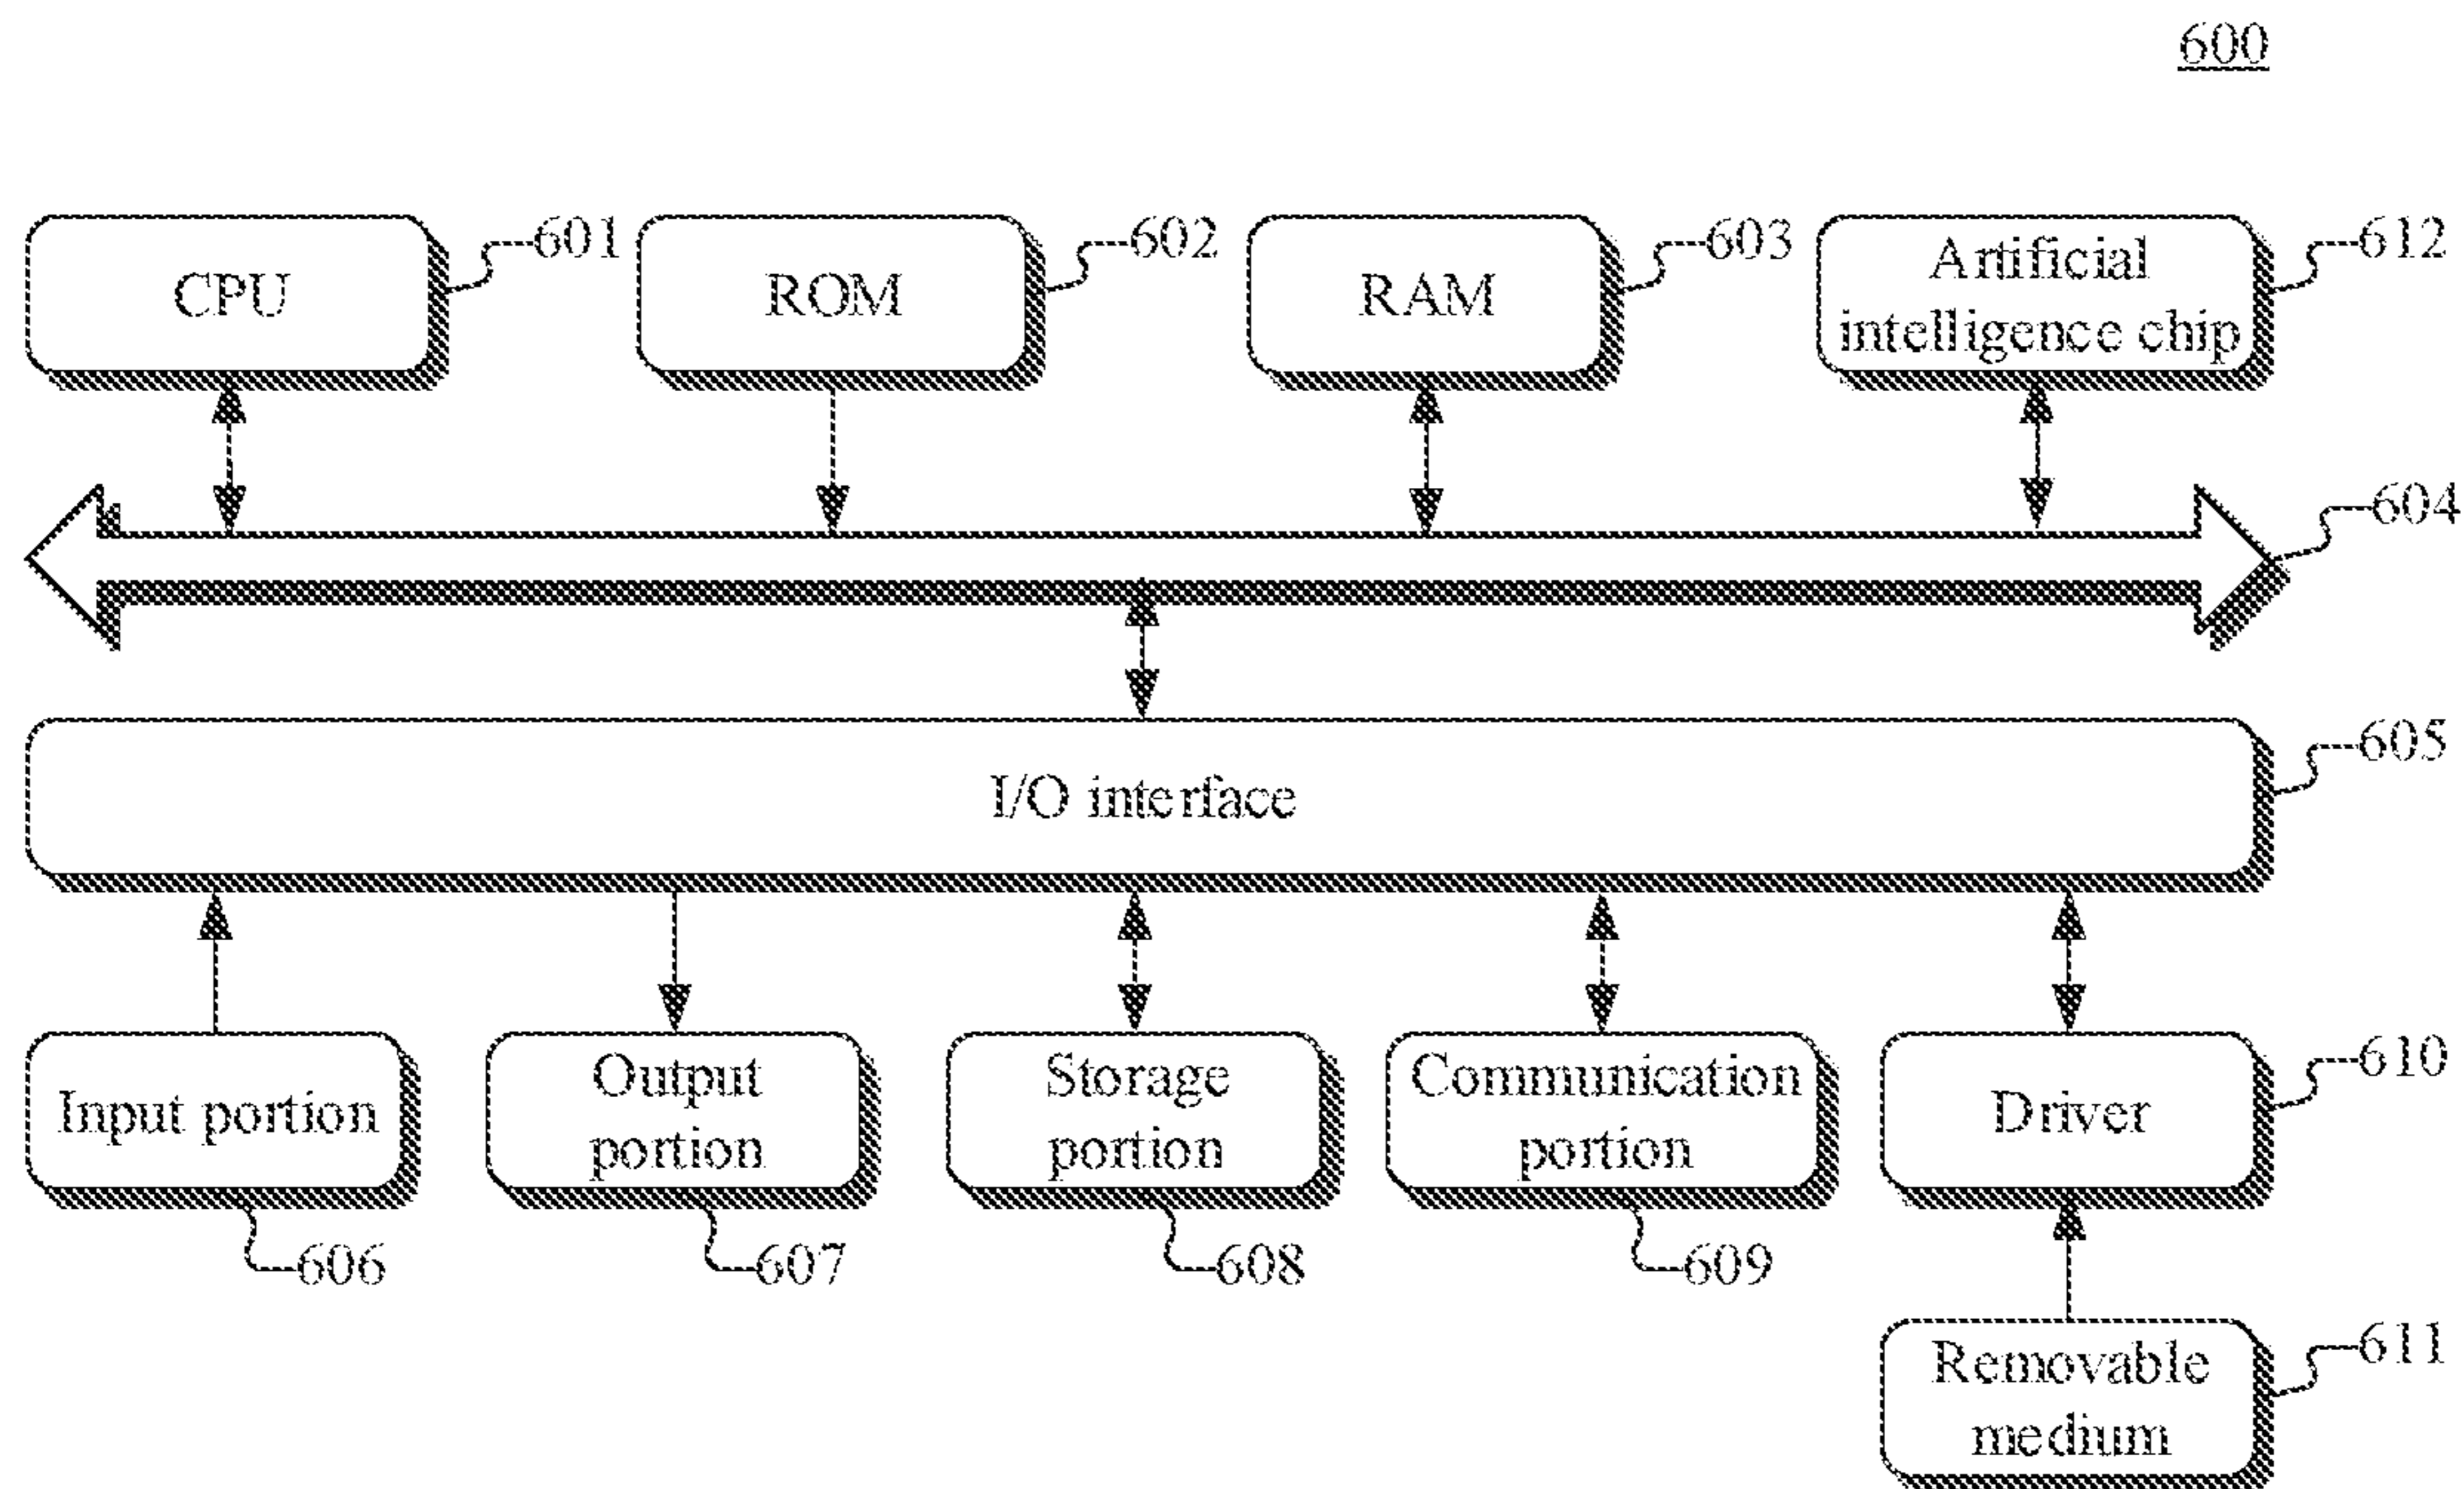 600
CPU
601
ROM
602
RAM
603
Artificial
intelligence chip
612
604
I/O interface
605
Input portion
606
Output
portion
607
Storage
portion
608
Communication
portion
609
Driver
610
Removable
medium
611